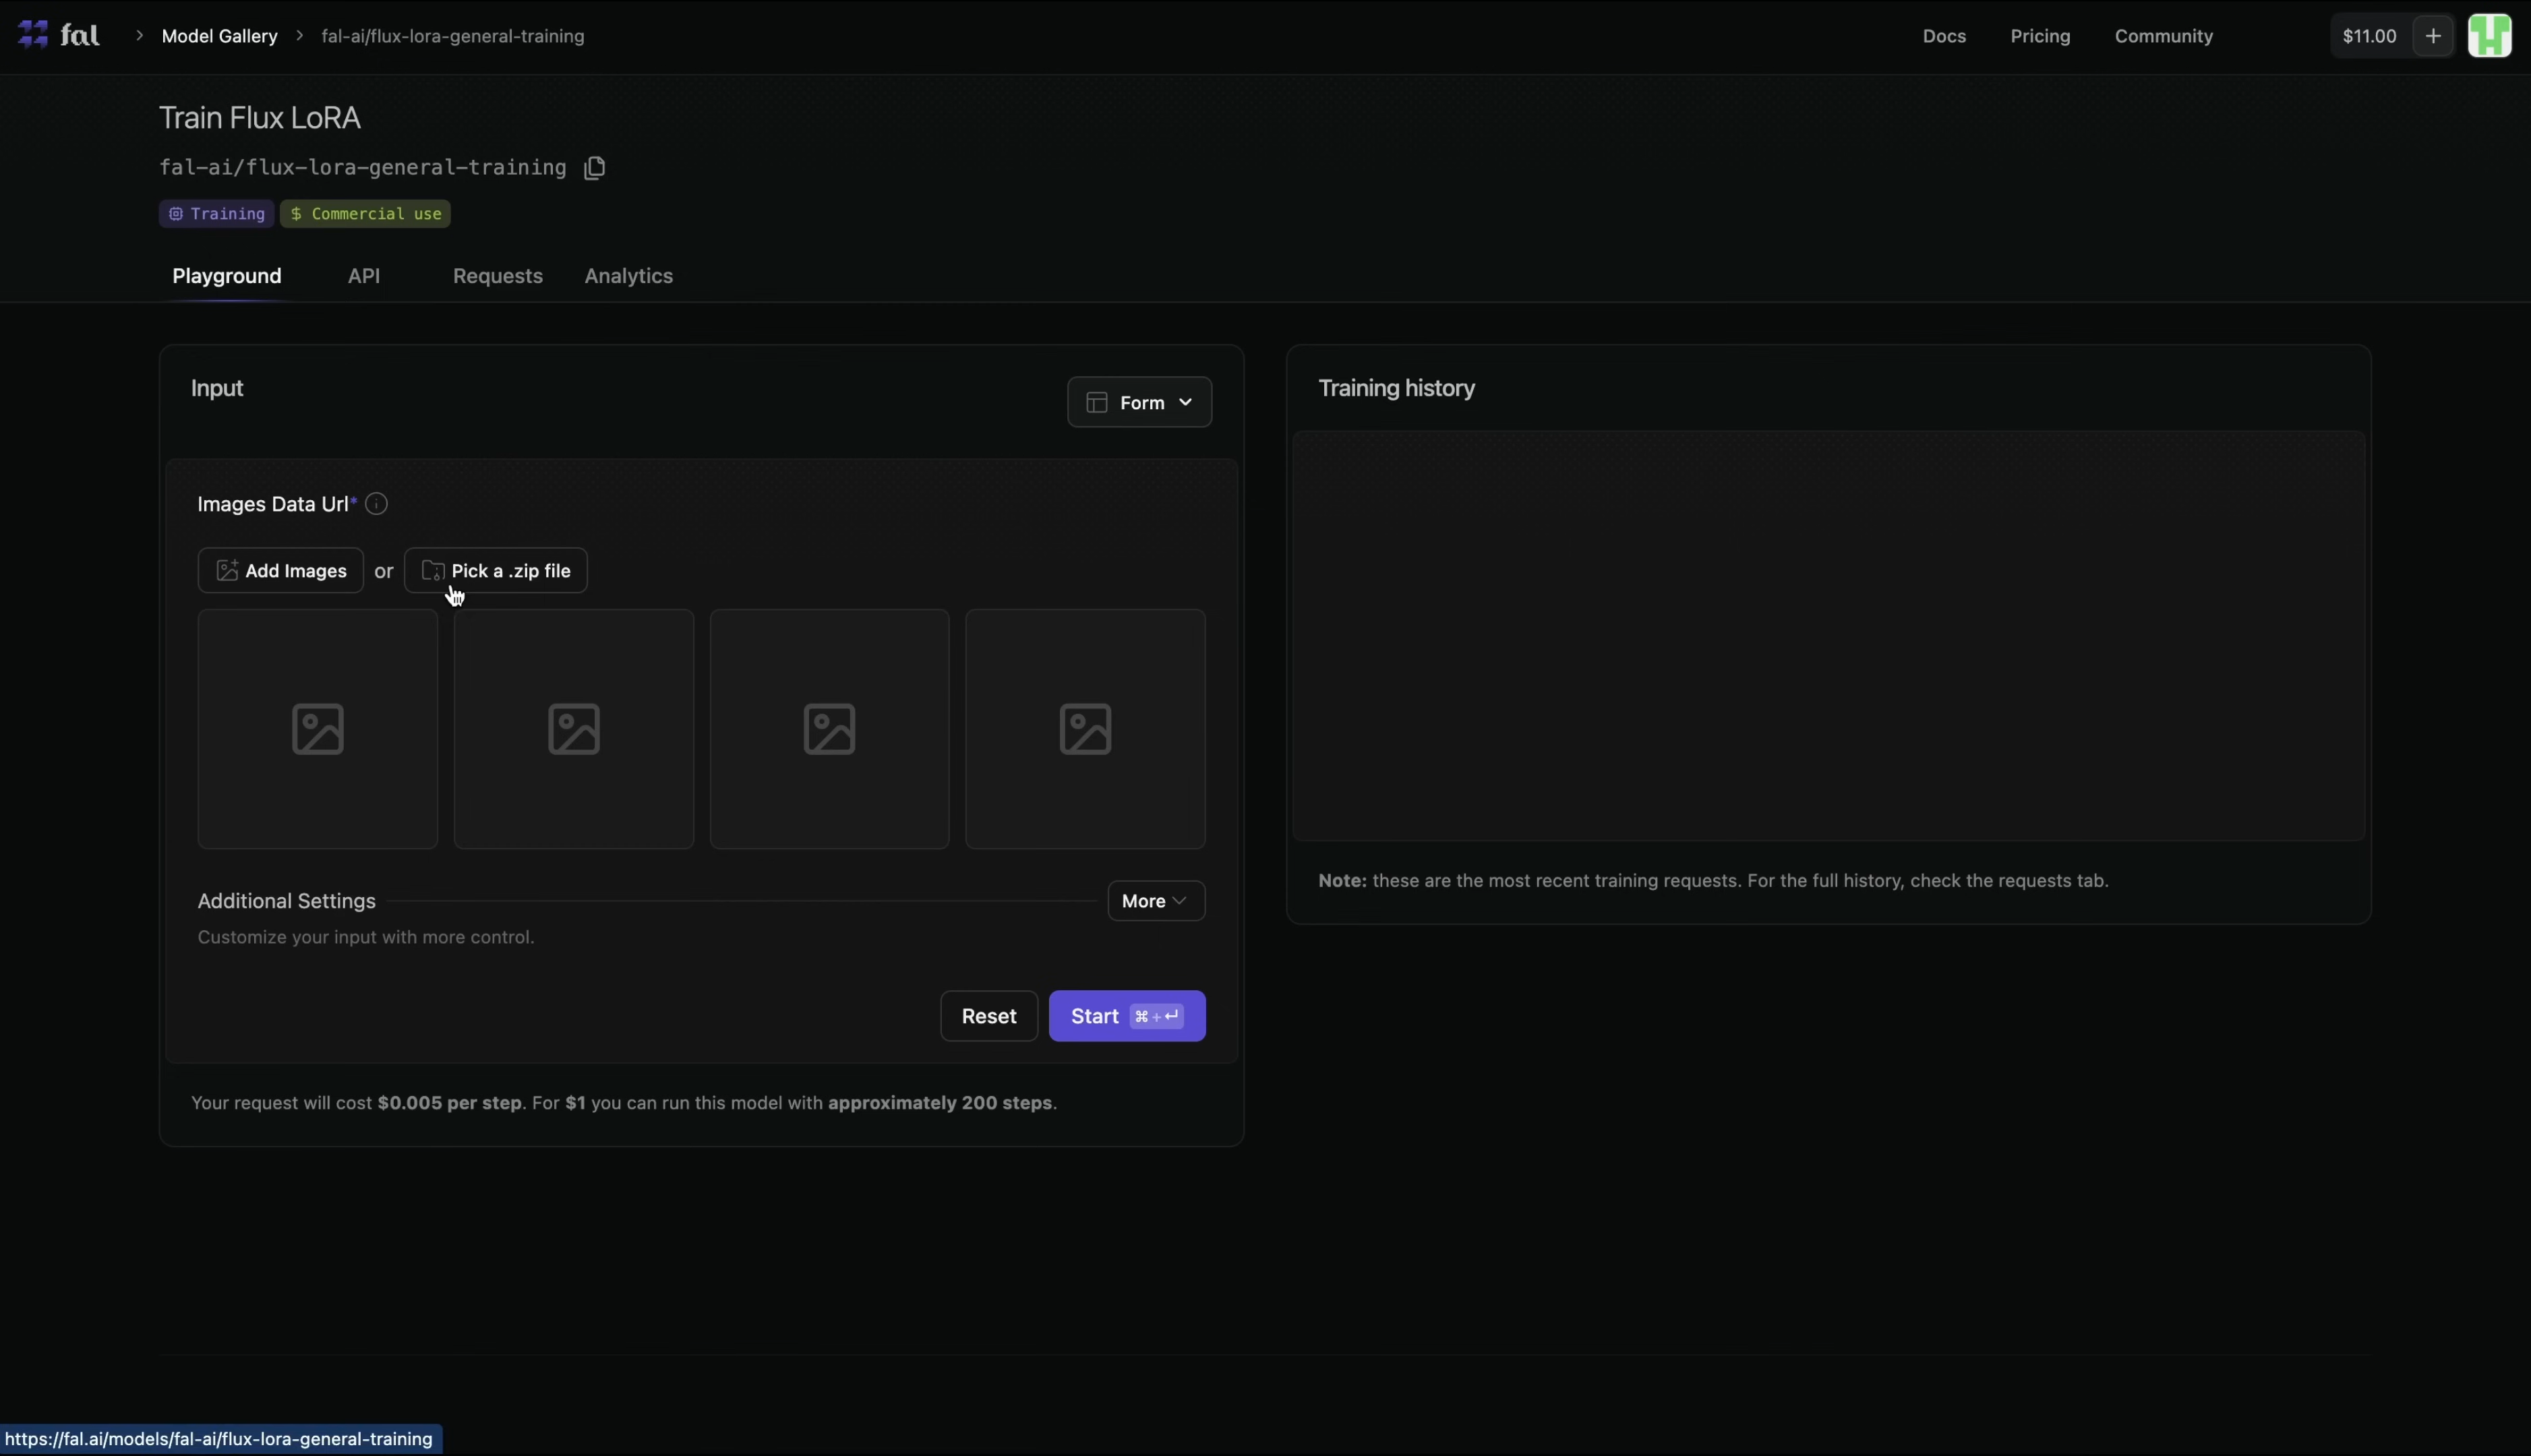 fal > Model Gallery > fal-ai/flux-lora-general-training
Docs Pricing Community $11.00 +
Train Flux LoRA
fal-ai/flux-lora-general-training
Training $ Commercial use
Playground API Requests Analytics
Input
Form
Images Data Url*
Add Images or Pick a .zip file
Additional Settings
More
Customize your input with more control.
Reset
Start ⌘+↵
Your request will cost $0.005 per step. For $1 you can run this model with approximately 200 steps.
Training history
Note: these are the most recent training requests. For the full history, check the requests tab.
https://fal.ai/models/fal-ai/flux-lora-general-training